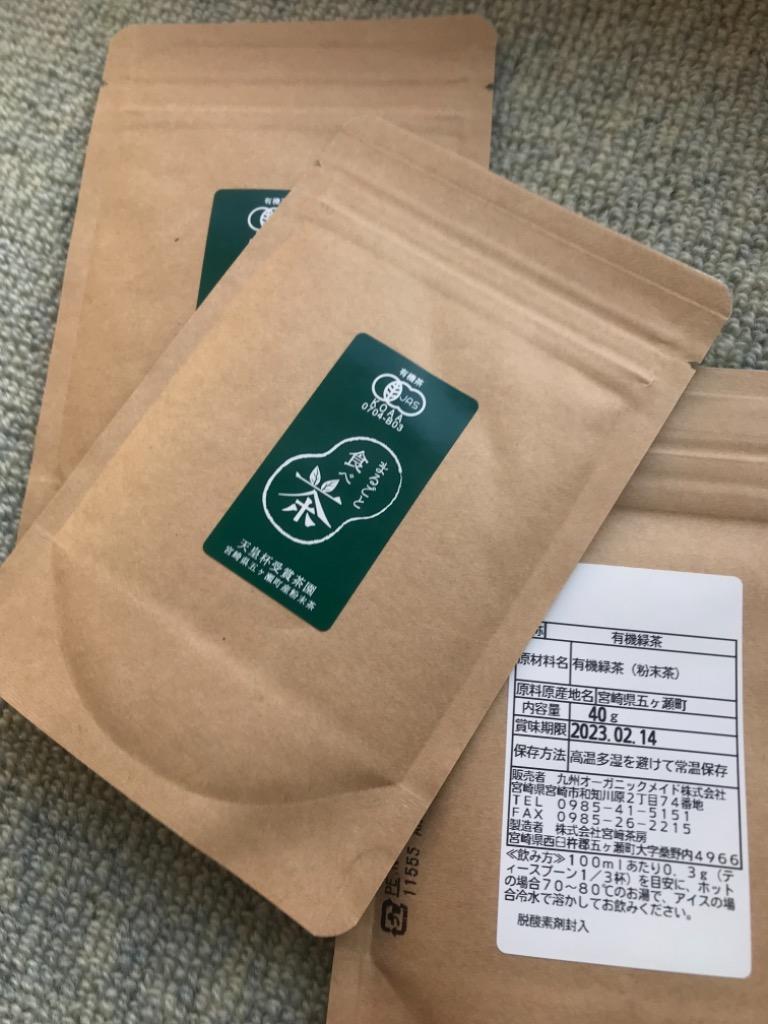 有機
有機茶
JAS
KOAA
0704-B03
まるごと
食べ
茶
天皇杯受賞茶園
宮崎県五ヶ瀬町産粉末茶
称 有機緑茶
原材料名 有機緑茶（粉末茶）
原料原産地名 宮崎県五ヶ瀬町
内容量 40g
賞味期限 2023.02.14
保存方法 高温多湿を避けて常温保存
販売者 九州オーガニックメイド株式会社
宮崎県宮崎市和知川原2丁目74番地
TEL 0985-41-5151
FAX 0985-26-2215
製造者 株式会社宮﨑茶房
宮崎県西臼杵郡五ヶ瀬町大字桑野内4966
≪飲み方≫100mlあたり0.3g（テ
ィースプーン1/3杯）を目安に、ホット
の場合70～80℃のお湯で、アイスの場
合冷水で溶かしてお飲みください。
脱酸素剤封入
PE
11555